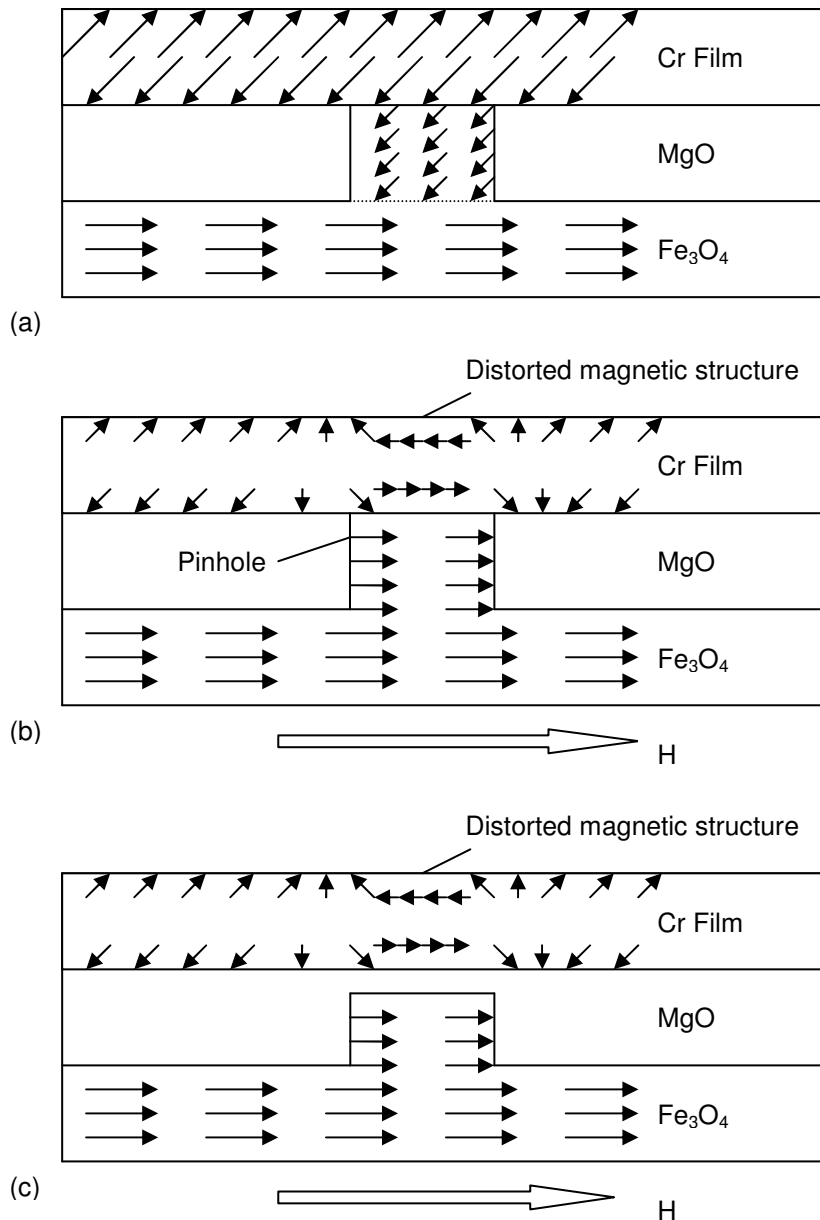 Cr Film
MgO
Fe₃O₄
(a)
Distorted magnetic structure
Cr Film
Pinhole
MgO
Fe₃O₄
(b)
H
Distorted magnetic structure
Cr Film
MgO
Fe₃O₄
(c)
H